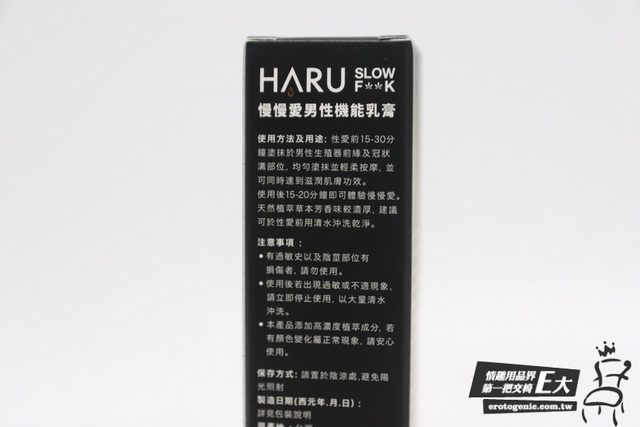 HARU SLOW F**K
慢慢愛男性機能乳膏
使用方法及用途: 性愛前15-30分
鐘塗抹於男性生殖器前緣及冠狀
溝部位, 均勻塗抹並輕柔按摩, 並
可同時達到滋潤肌膚功效。
使用後15-20分鐘即可體驗慢慢愛。
天然植萃草本芳香味較濃厚, 建議
可於性愛前用清水沖洗乾淨。
注意事項 :
• 有過敏史以及陰莖部位有
損傷者, 請勿使用。
• 使用後若出現過敏或不適現象,
請立即停止使用, 以大量清水
沖洗。
• 本產品添加高濃度植萃成分, 若
有顏色變化屬正常現象, 請安心
使用。
保存方式: 請置於陰涼處,避免陽
光照射
製造日期(西元年.月.日) :
詳見包裝說明
原產地 : 台灣
情趣用品界
第一把交椅 E大
erotogenic.com.tw